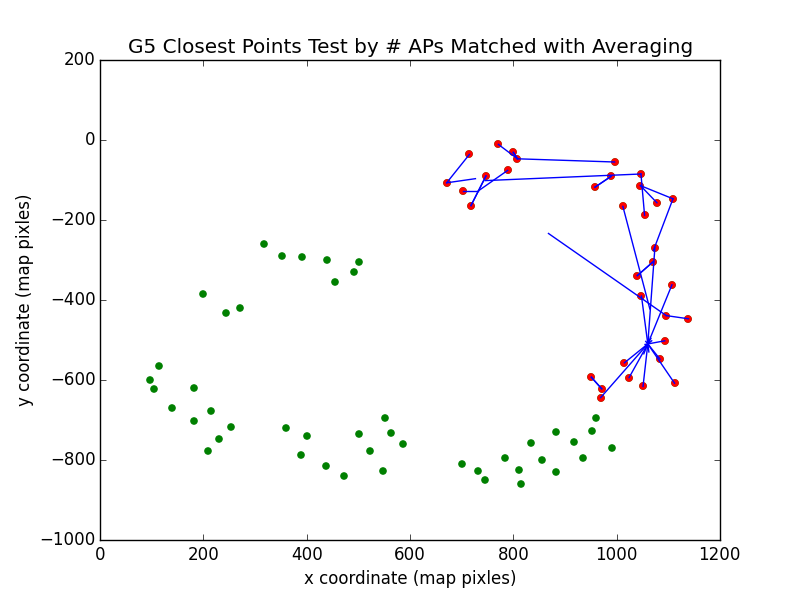 G5 Closest Points Test by # APs Matched with Averaging
200
0
−200
−400
−600
−800
−1000
y coordinate (map pixles)
0 200 400 600 800 1000 1200
x coordinate (map pixles)